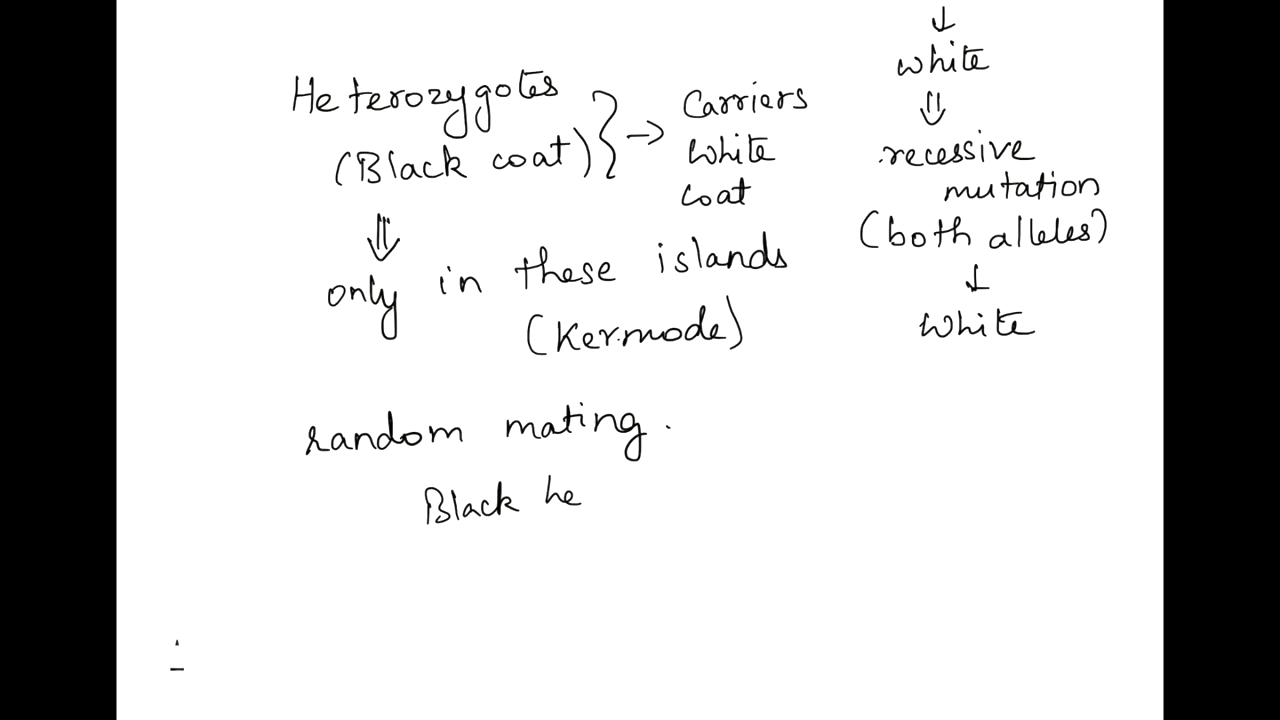 Heterozygotes
(Black coat)} → Carriers
white
coat
⇓
only in these islands
(Kermode)
random mating.
Black he
↓
white
⇓
recessive
mutation
(both alleles)
↓
white